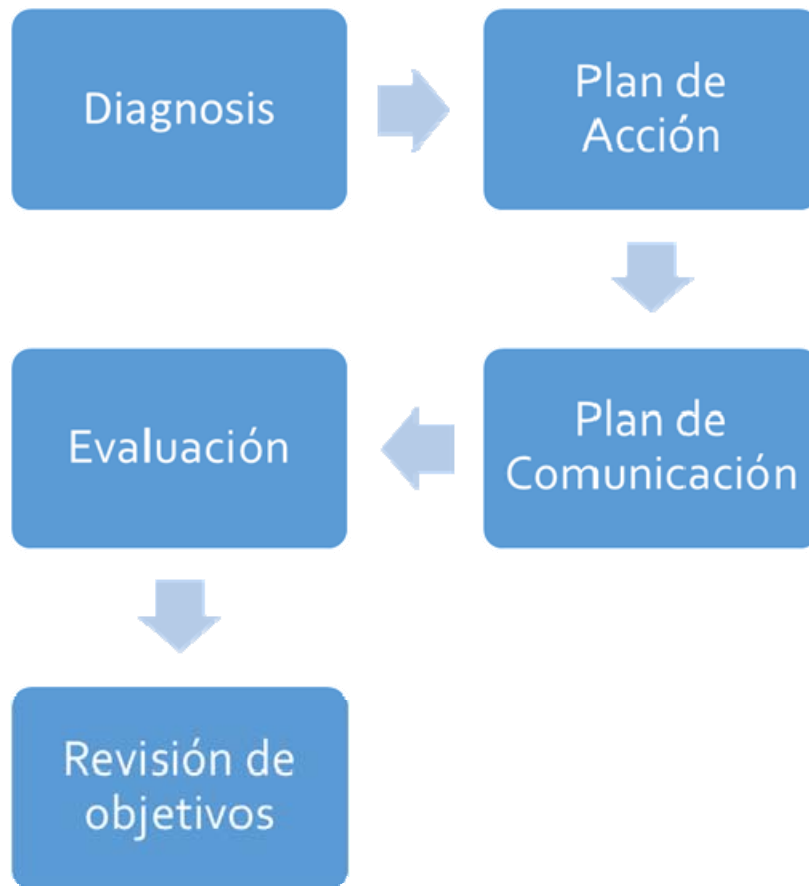 Diagnosis
Plan de
Acción
Plan de
Comunicación
Evaluación
Revisión de
objetivos